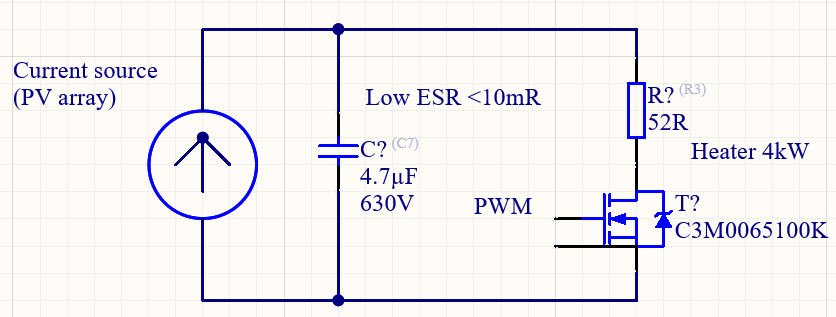 Current source
(PV array)
Low ESR <10mR
C? (C7)
4.7µF
630V
R? (R3)
52R
Heater 4kW
PWM
T?
C3M0065100K